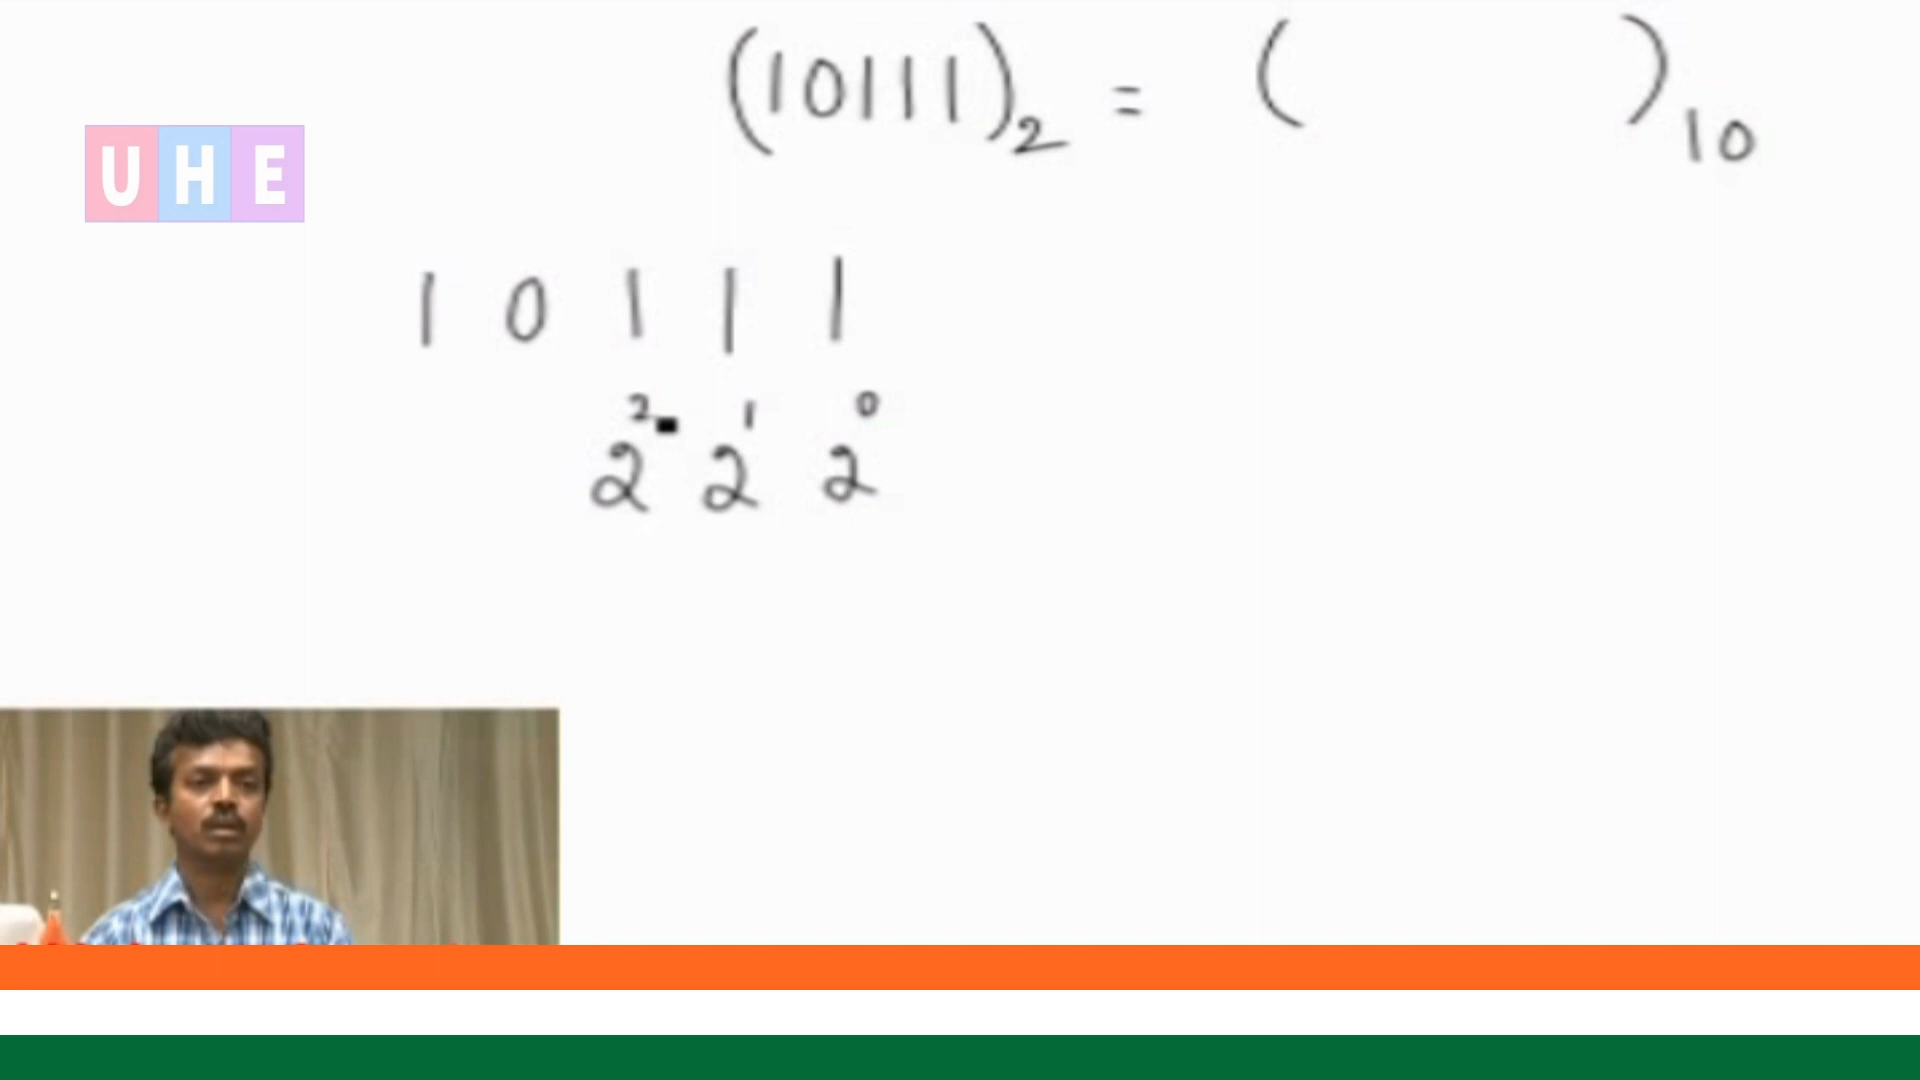 (10111)₂ = (      )₁₀
UHE
1 0 1 1 1
2² 2¹ 2⁰